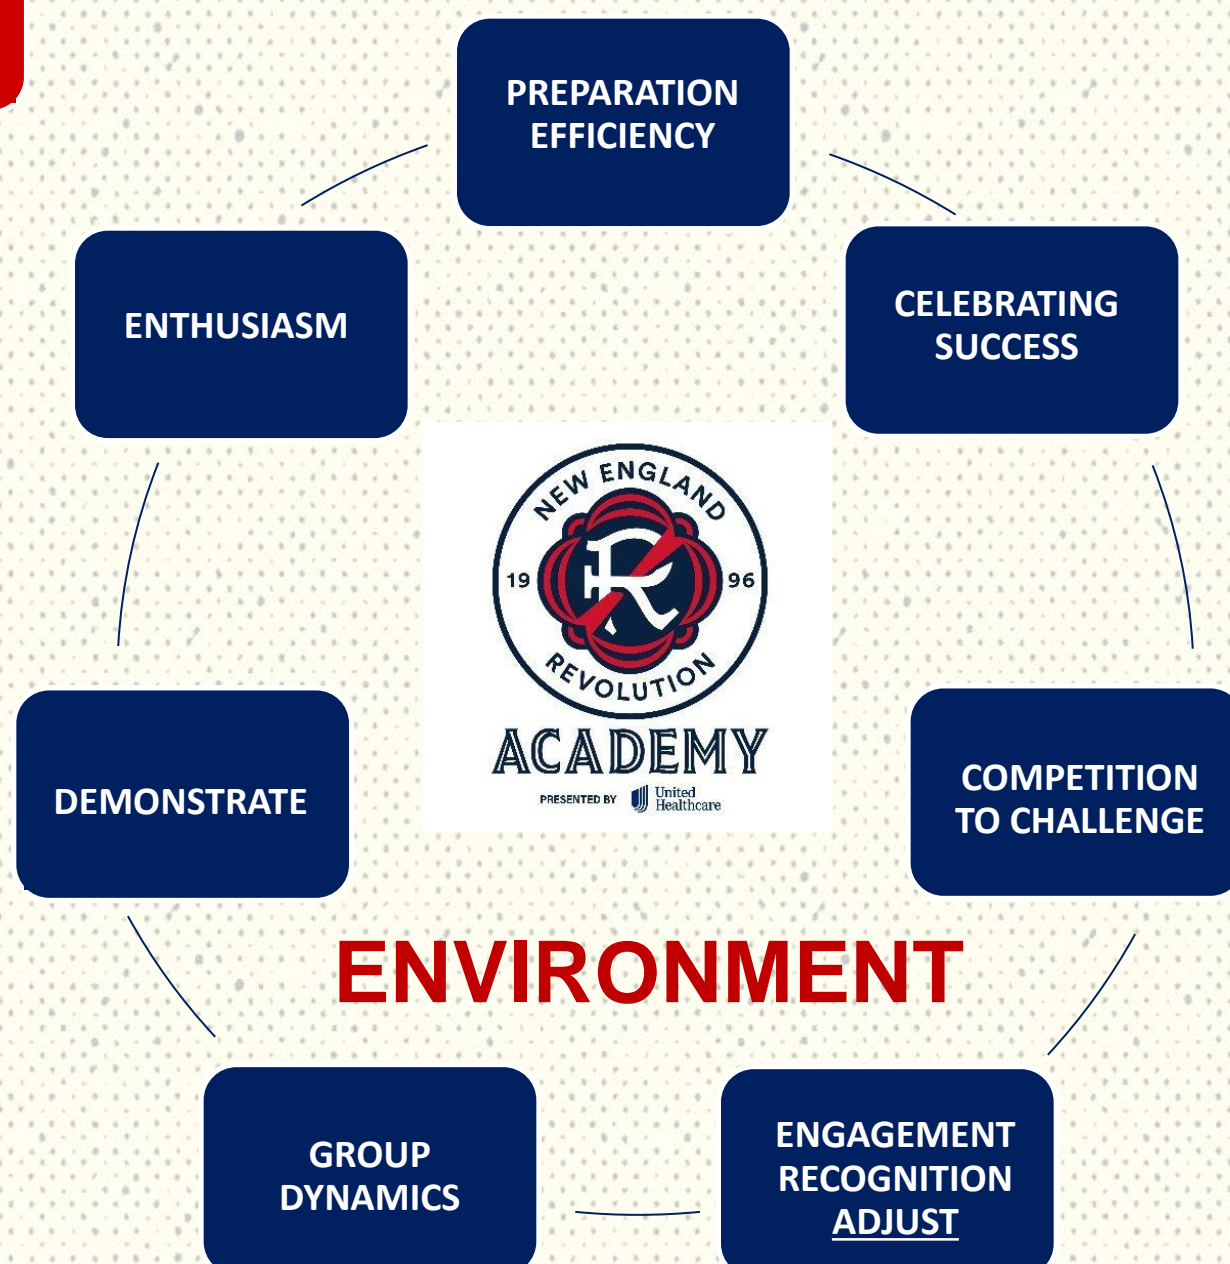 PREPARATION
EFFICIENCY
CELEBRATING
SUCCESS
COMPETITION
TO CHALLENGE
ENGAGEMENT
RECOGNITION
ADJUST
GROUP
DYNAMICS
DEMONSTRATE
ENTHUSIASM
NEW ENGLAND
19 96
REVOLUTION
ACADEMY
PRESENTED BY United
Healthcare
ENVIRONMENT